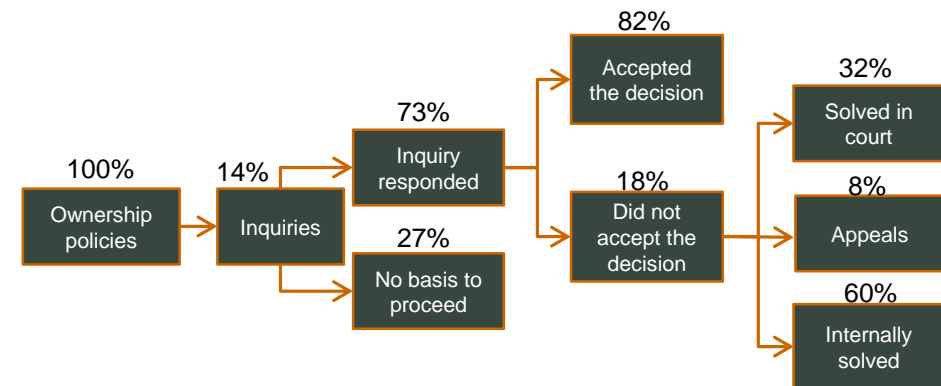 100%
Ownership
policies
14%
Inquiries
73%
Inquiry
responded
27%
No basis to
proceed
82%
Accepted
the decision
18%
Did not
accept the
decision
32%
Solved in
court
8%
Appeals
60%
Internally
solved